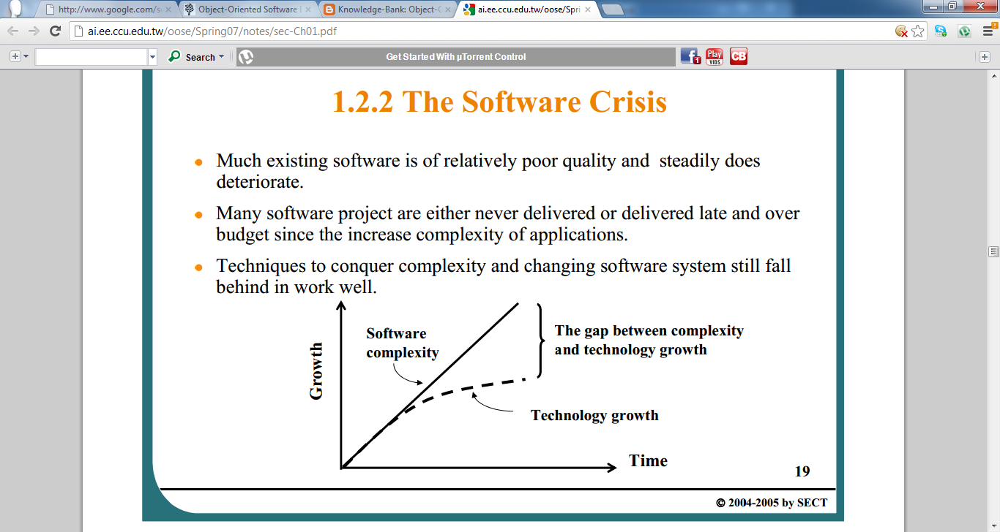 http://www.google.com/s
Object-Oriented Software
Knowledge-Bank: Object-
ai.ee.ccu.edu.tw/oose/Spri
ai.ee.ccu.edu.tw/oose/Spring07/notes/sec-Ch01.pdf
Search
Get Started With µTorrent Control
1
Play
VIDS
CB
1.2.2 The Software Crisis
• Much existing software is of relatively poor quality and steadily does
deteriorate.
• Many software project are either never delivered or delivered late and over
budget since the increase complexity of applications.
• Techniques to conquer complexity and changing software system still fall
behind in work well.
Software
complexity
The gap between complexity
and technology growth
Growth
Technology growth
Time
19
© 2004-2005 by SECT